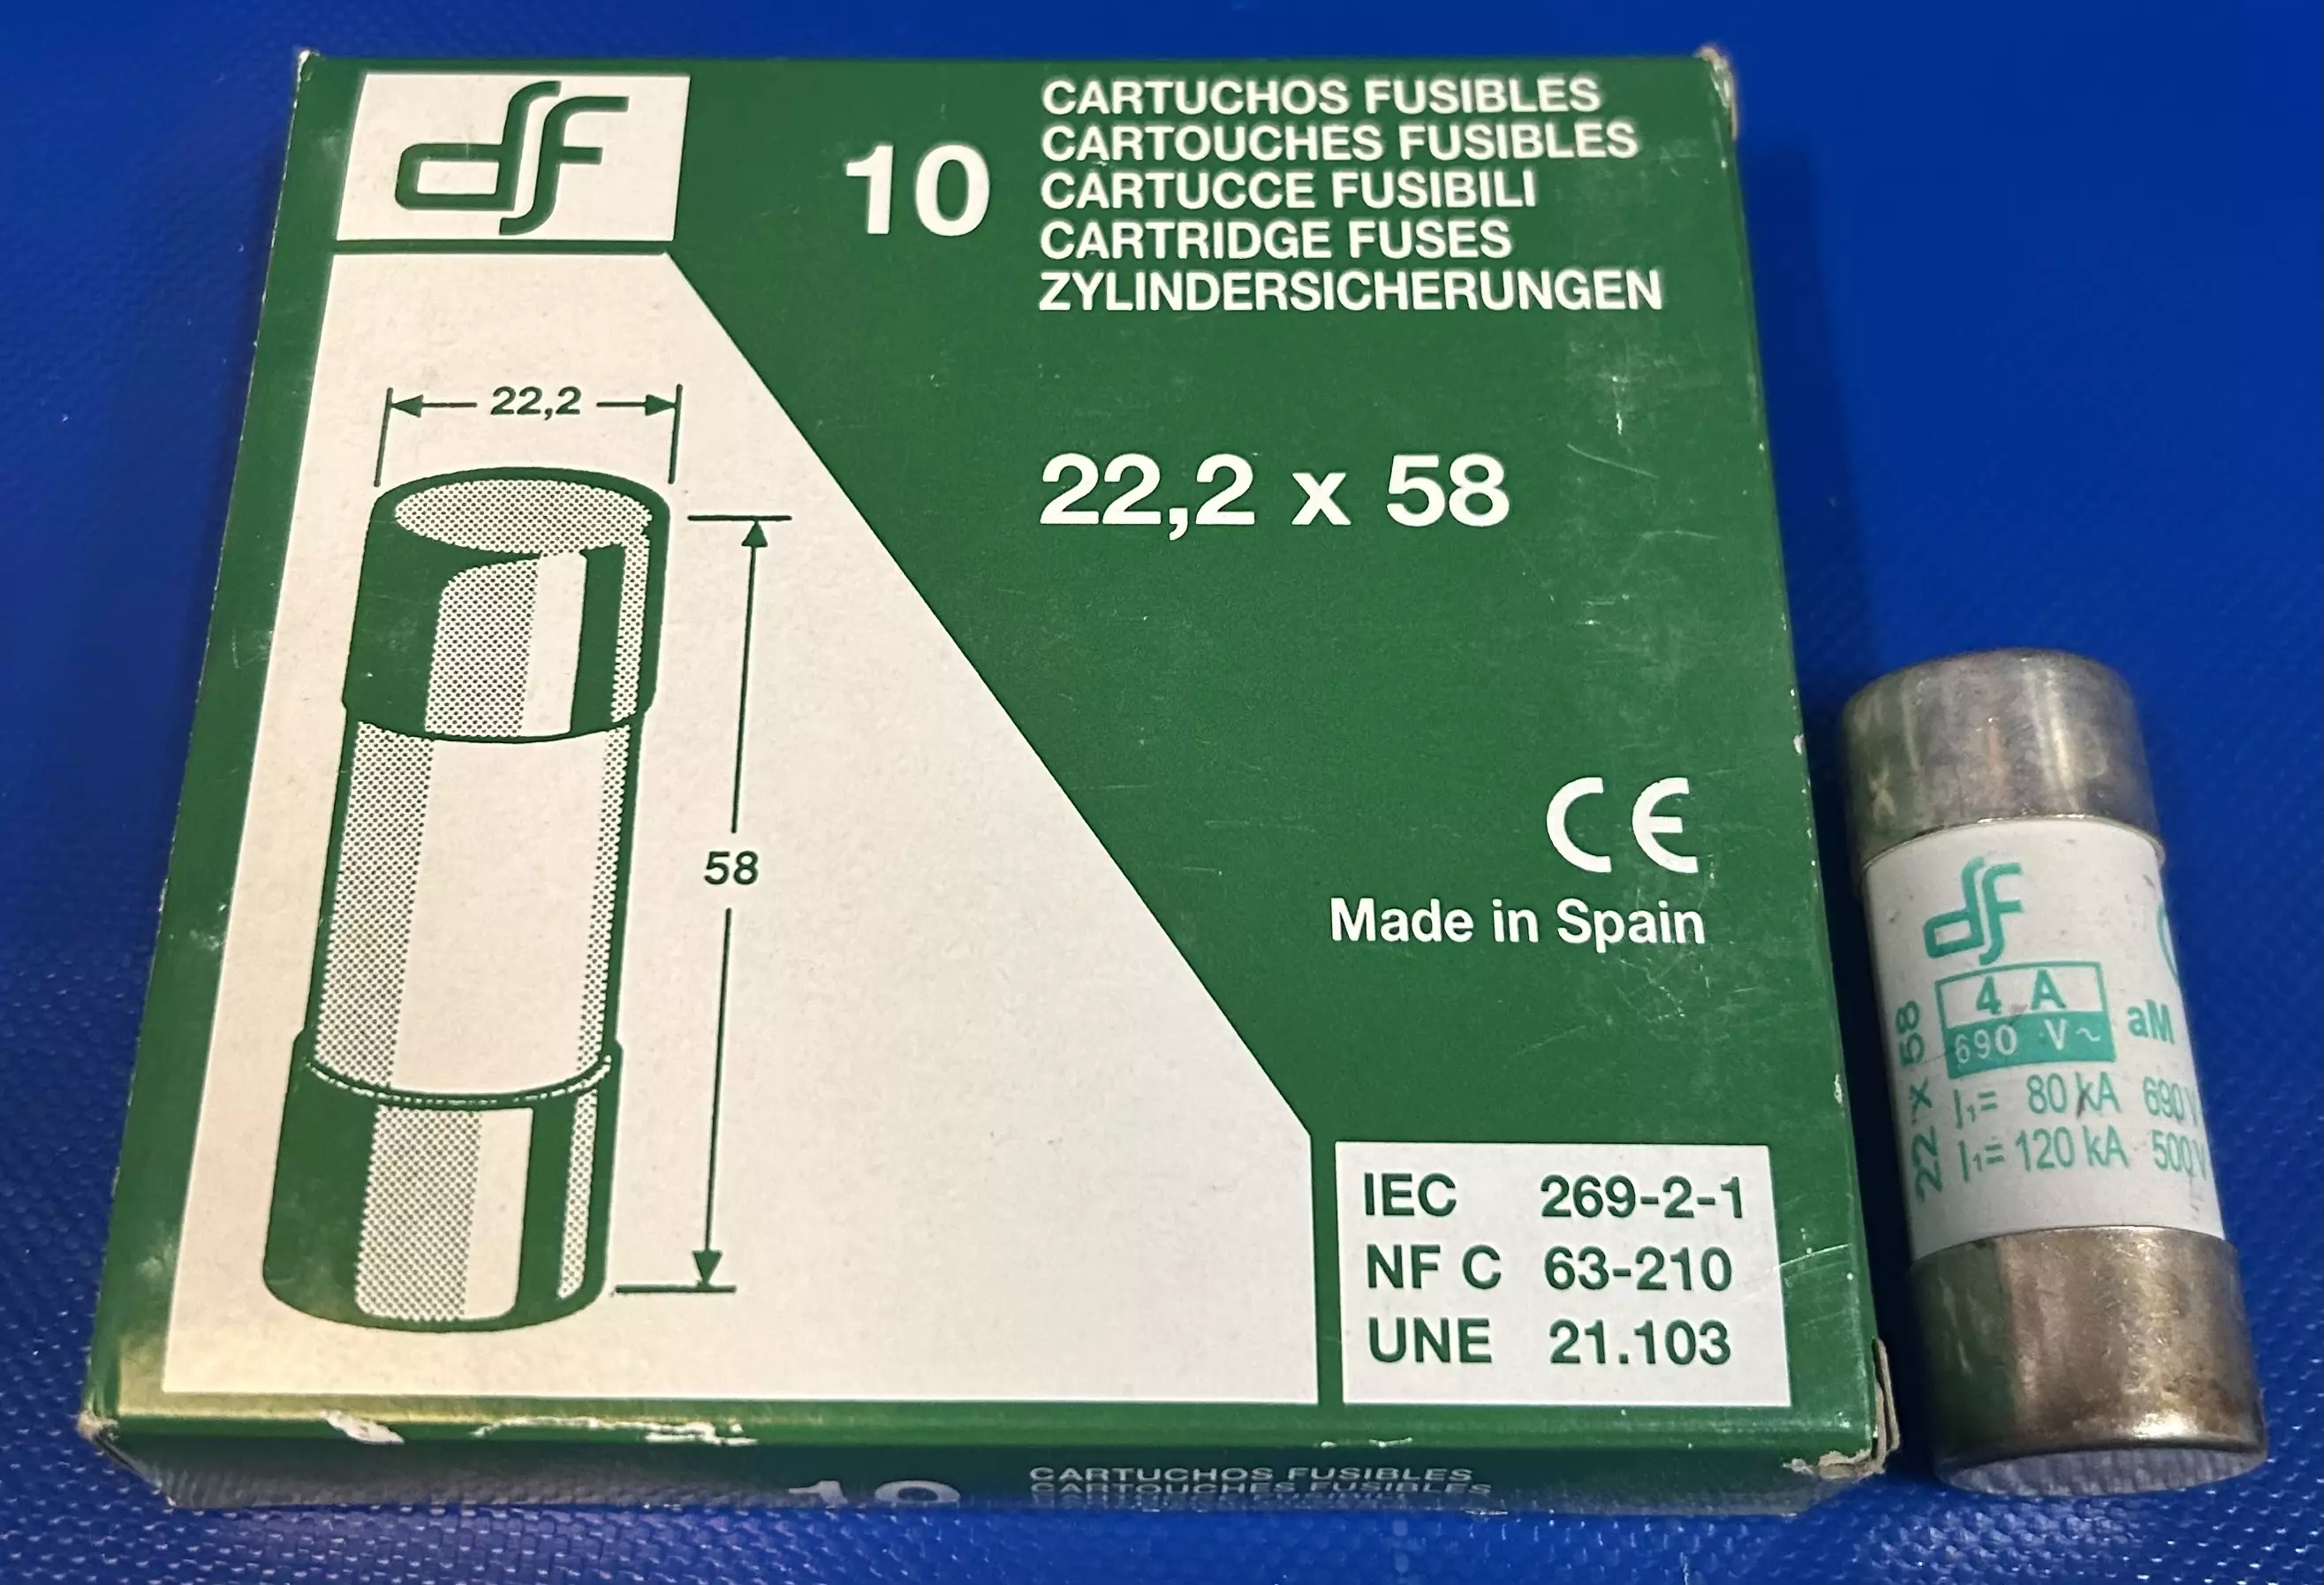 df
10
CARTUCHOS FUSIBLES
CARTOUCHES FUSIBLES
CARTUCCE FUSIBILI
CARTRIDGE FUSES
ZYLINDERSICHERUNGEN
22,2
22,2 x 58
58
CE
Made in Spain
IEC 269-2-1
NF C 63-210
UNE 21.103
10
CARTUCHOS FUSIBLES
CARTOUCHES FUSIBLES
df
4 A
690 V~
aM
22 x 58
I₁= 80 kA 690 V
I₁= 120 kA 500 V